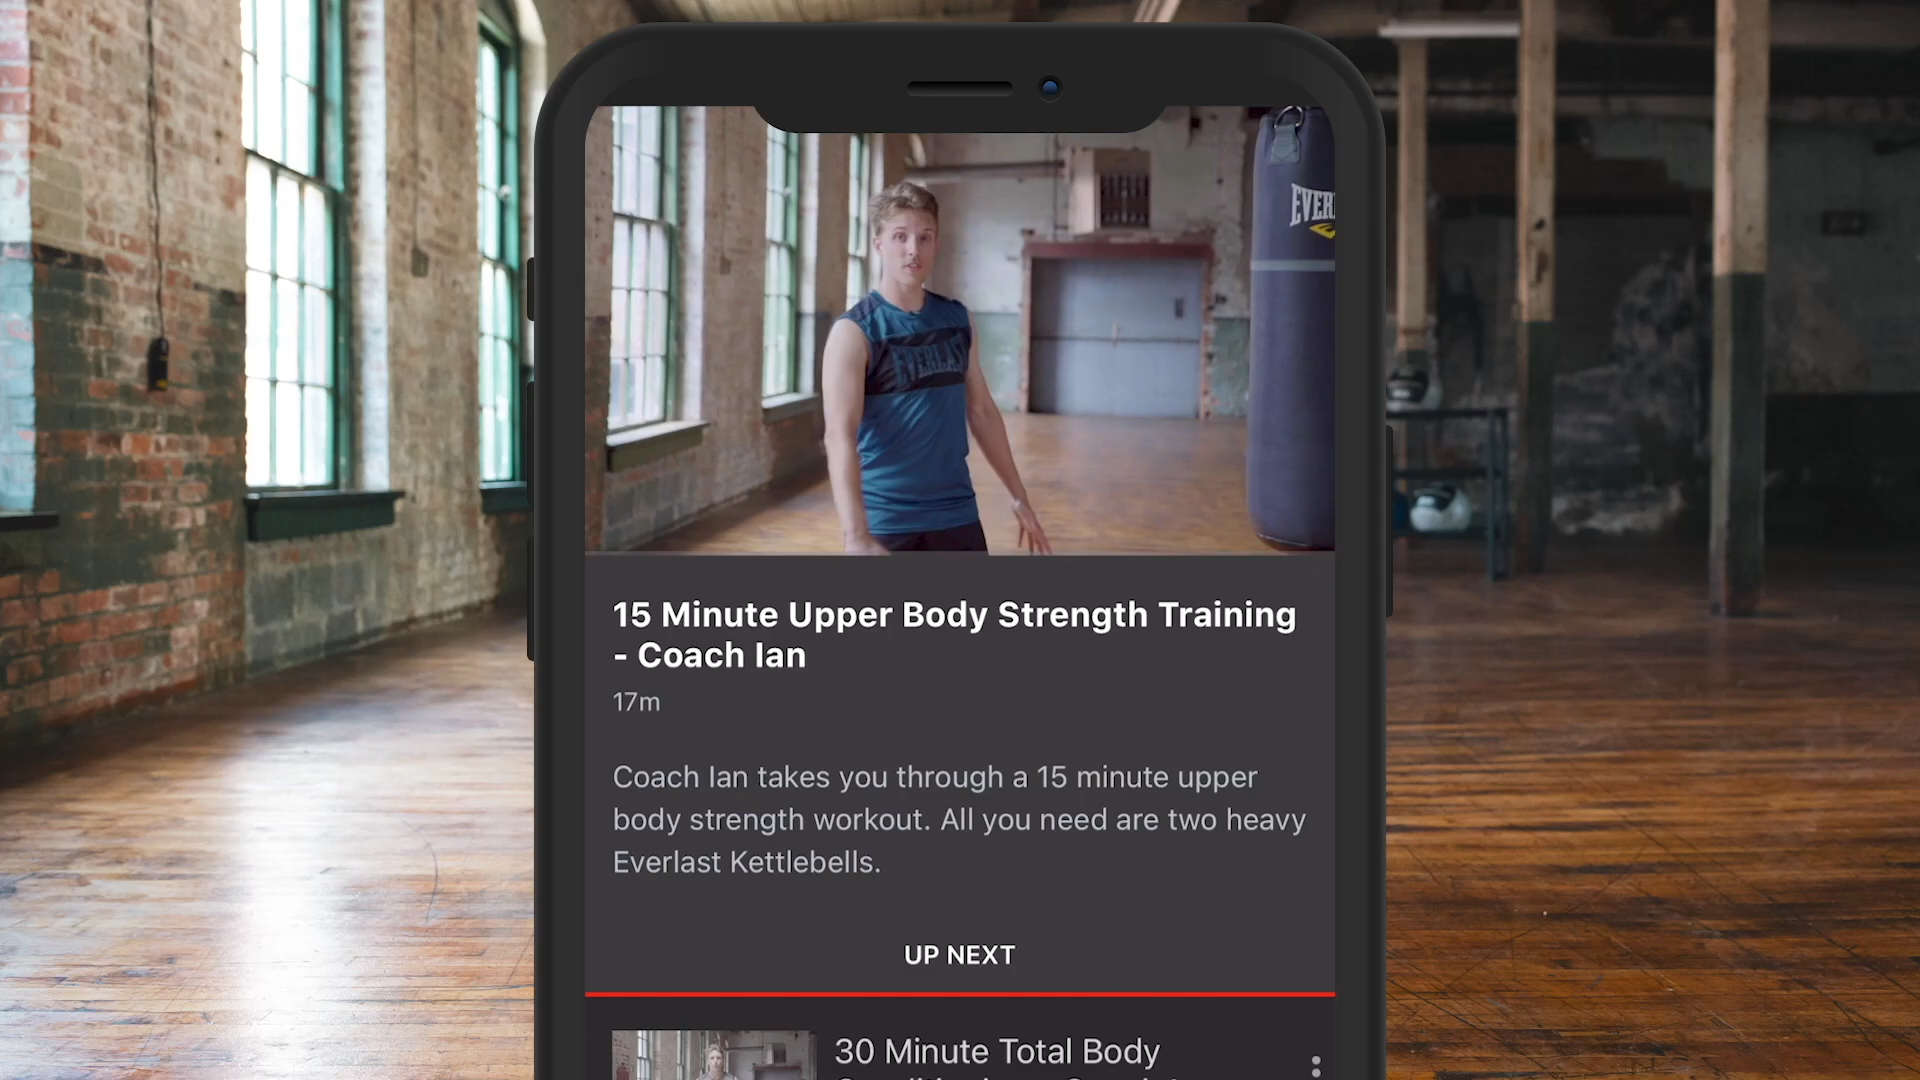 EVERLAST
15 Minute Upper Body Strength Training
- Coach Ian
17m
Coach Ian takes you through a 15 minute upper
body strength workout. All you need are two heavy
Everlast Kettlebells.
UP NEXT
30 Minute Total Body